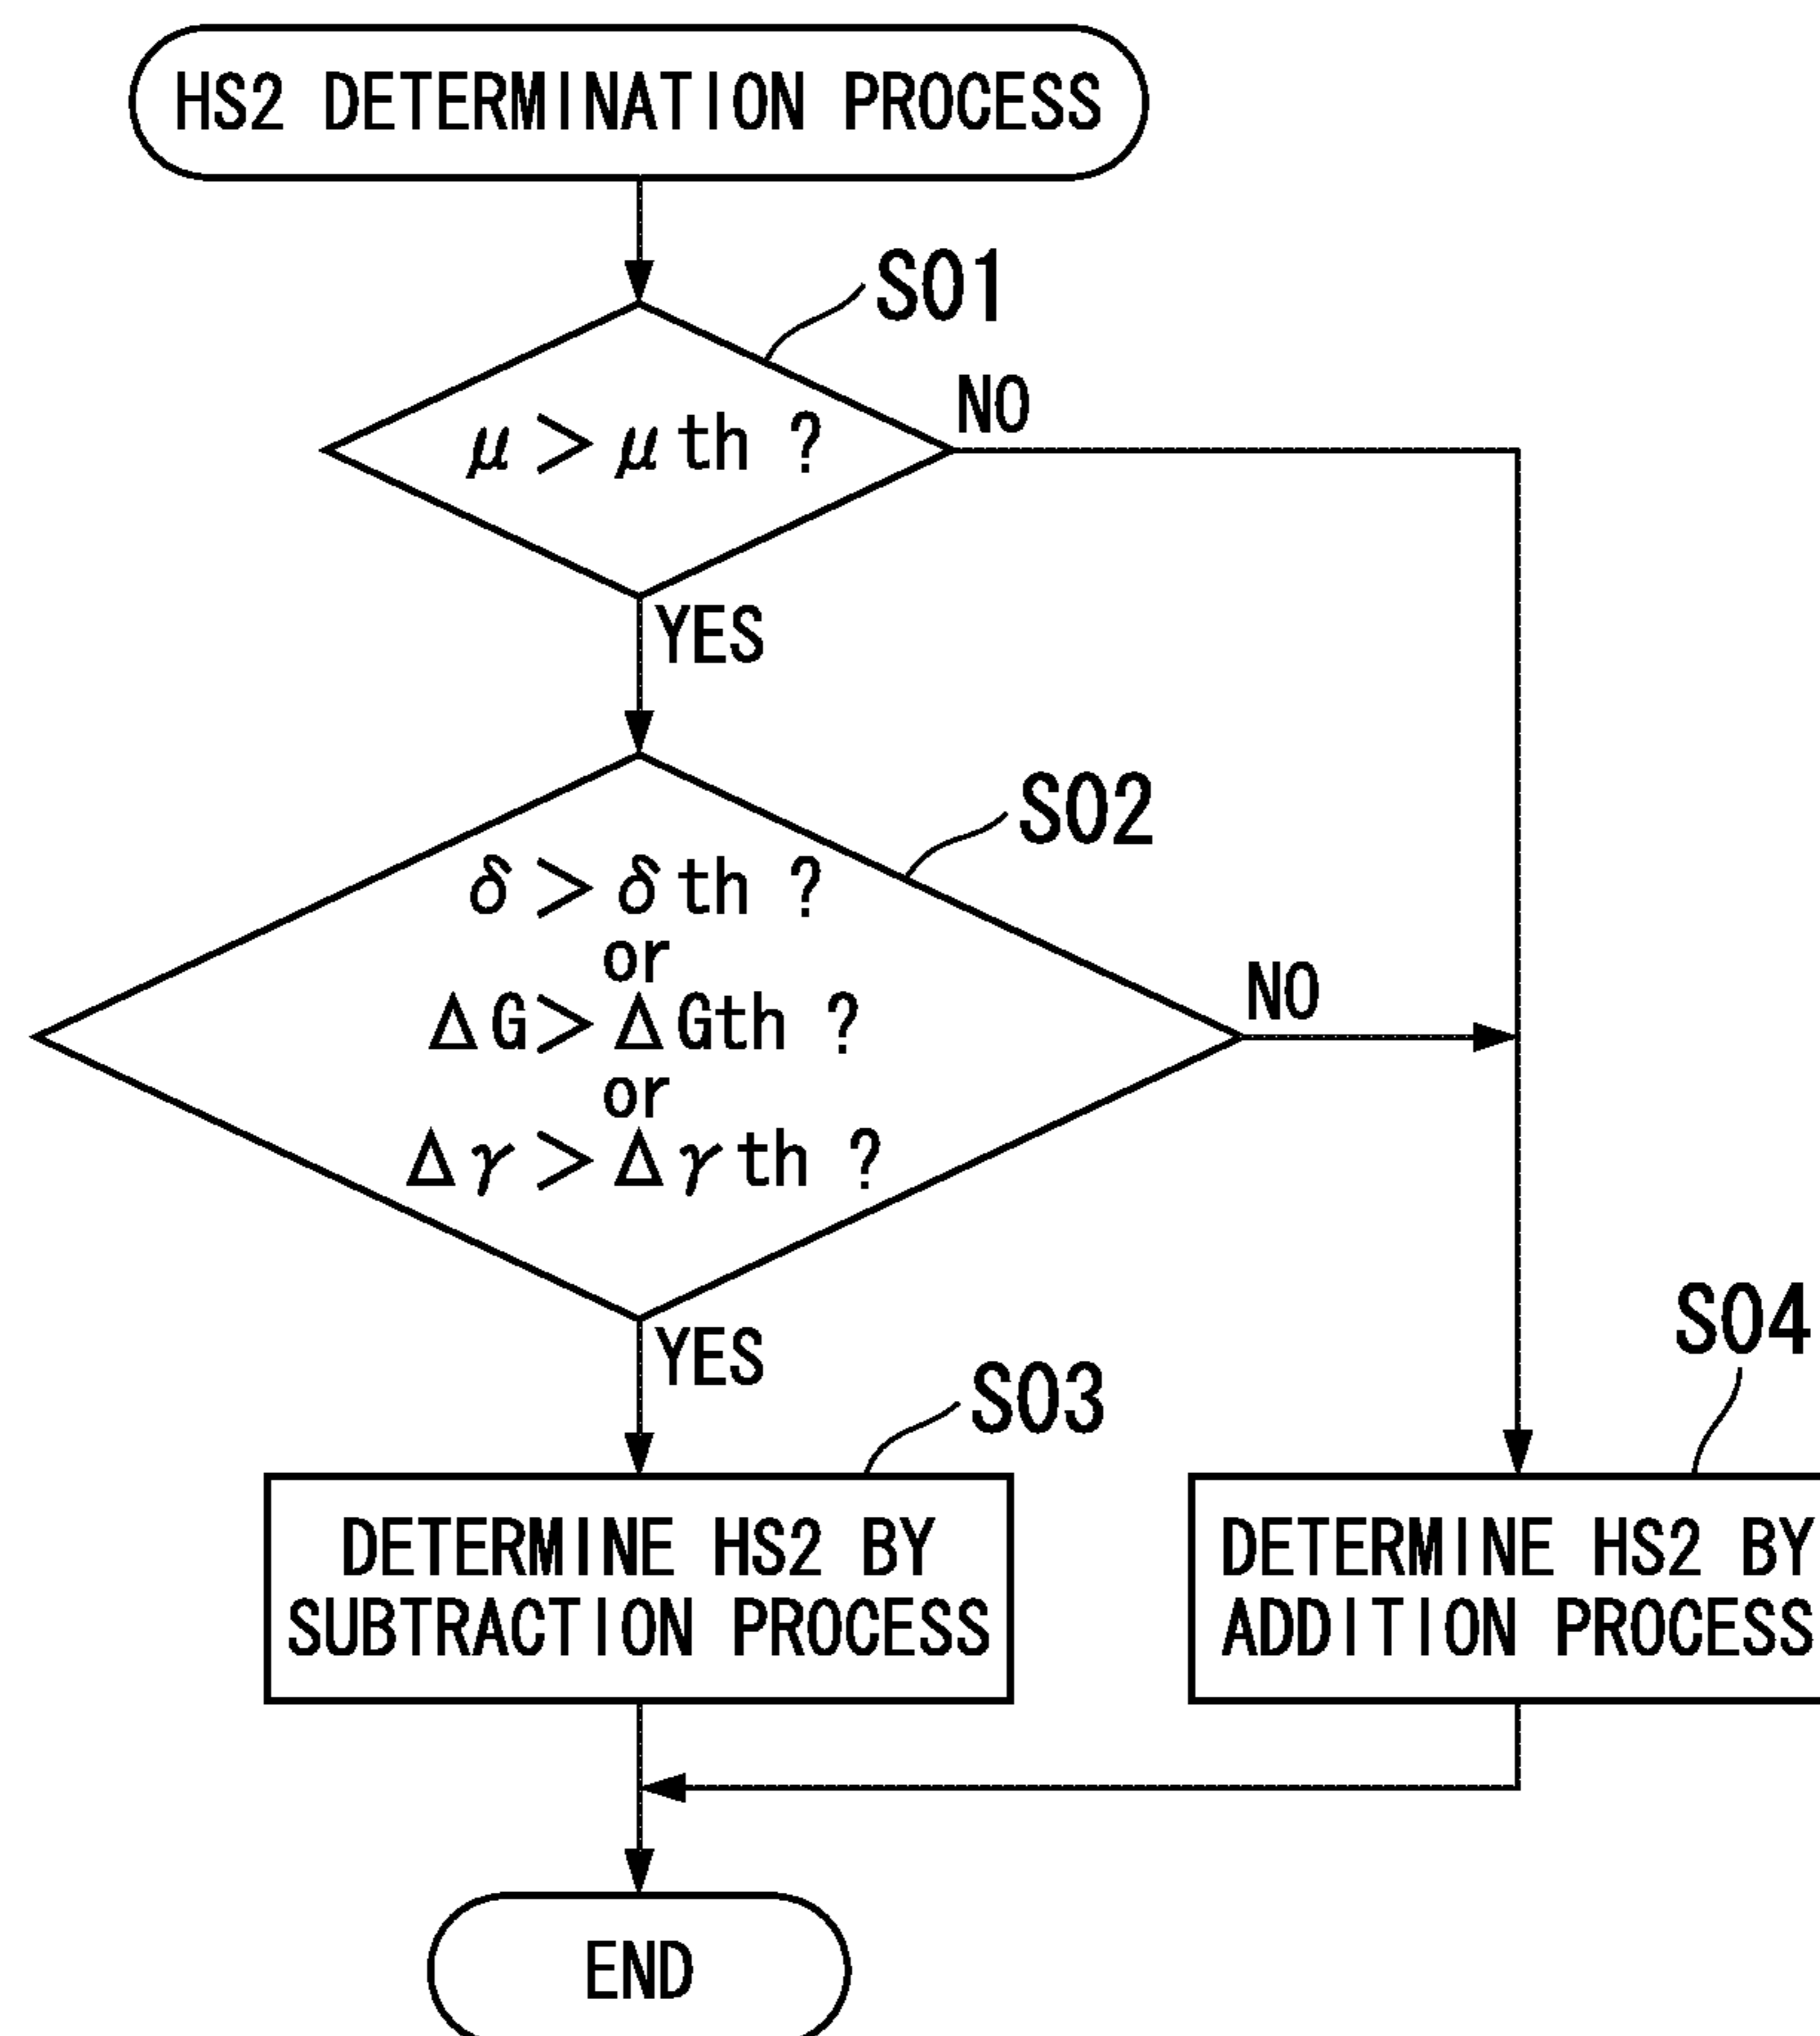 HS2 DETERMINATION PROCESS
S01
μ > μth ?
NO
YES
S02
δ > δth ?
or
ΔG > ΔGth ?
or
Δγ > Δγth ?
NO
YES
S03
S04
DETERMINE HS2 BY
SUBTRACTION PROCESS
DETERMINE HS2 BY
ADDITION PROCESS
END